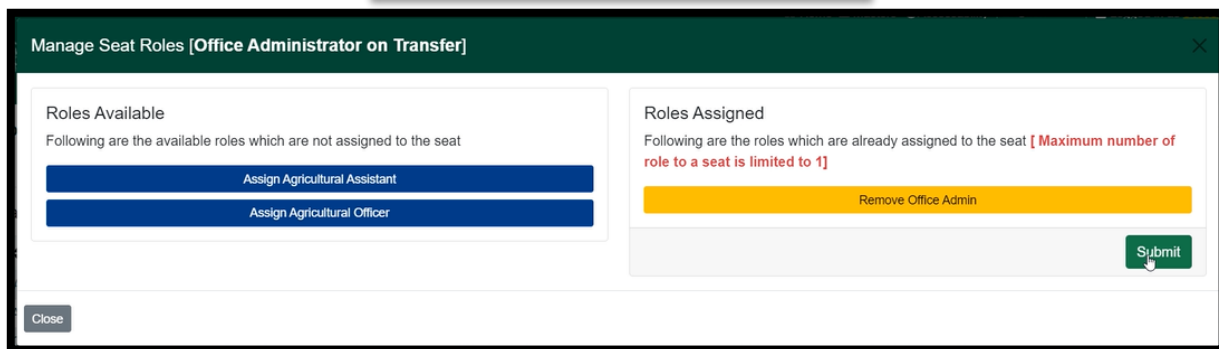 Manage Seat Roles [Office Administrator on Transfer]
Roles Available
Following are the available roles which are not assigned to the seat
Assign Agricultural Assistant
Assign Agricultural Officer
Roles Assigned
Following are the roles which are already assigned to the seat [ Maximum number of
role to a seat is limited to 1]
Remove Office Admin
Submit
Close